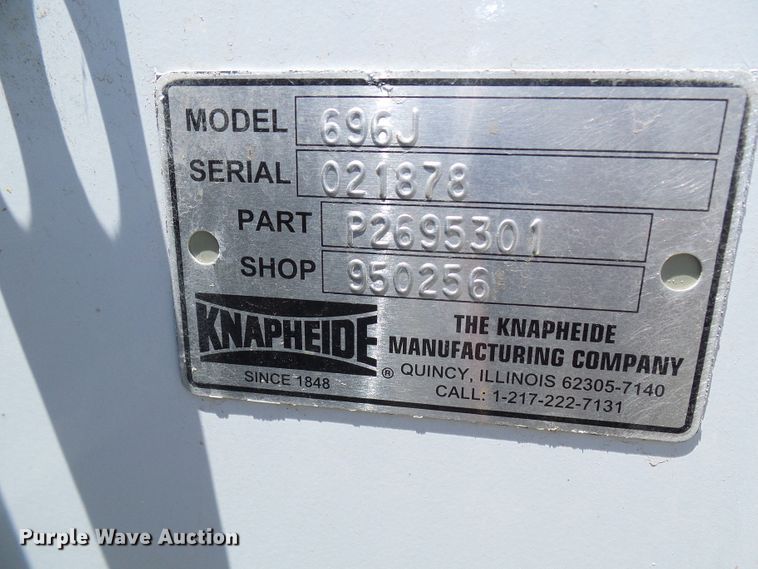 MODEL 696J
SERIAL 021878
PART P2695301
SHOP 950256
KNAPHEIDE ®
SINCE 1848
THE KNAPHEIDE
MANUFACTURING COMPANY
QUINCY, ILLINOIS 62305-7140
CALL: 1-217-222-7131
Purple Wave Auction